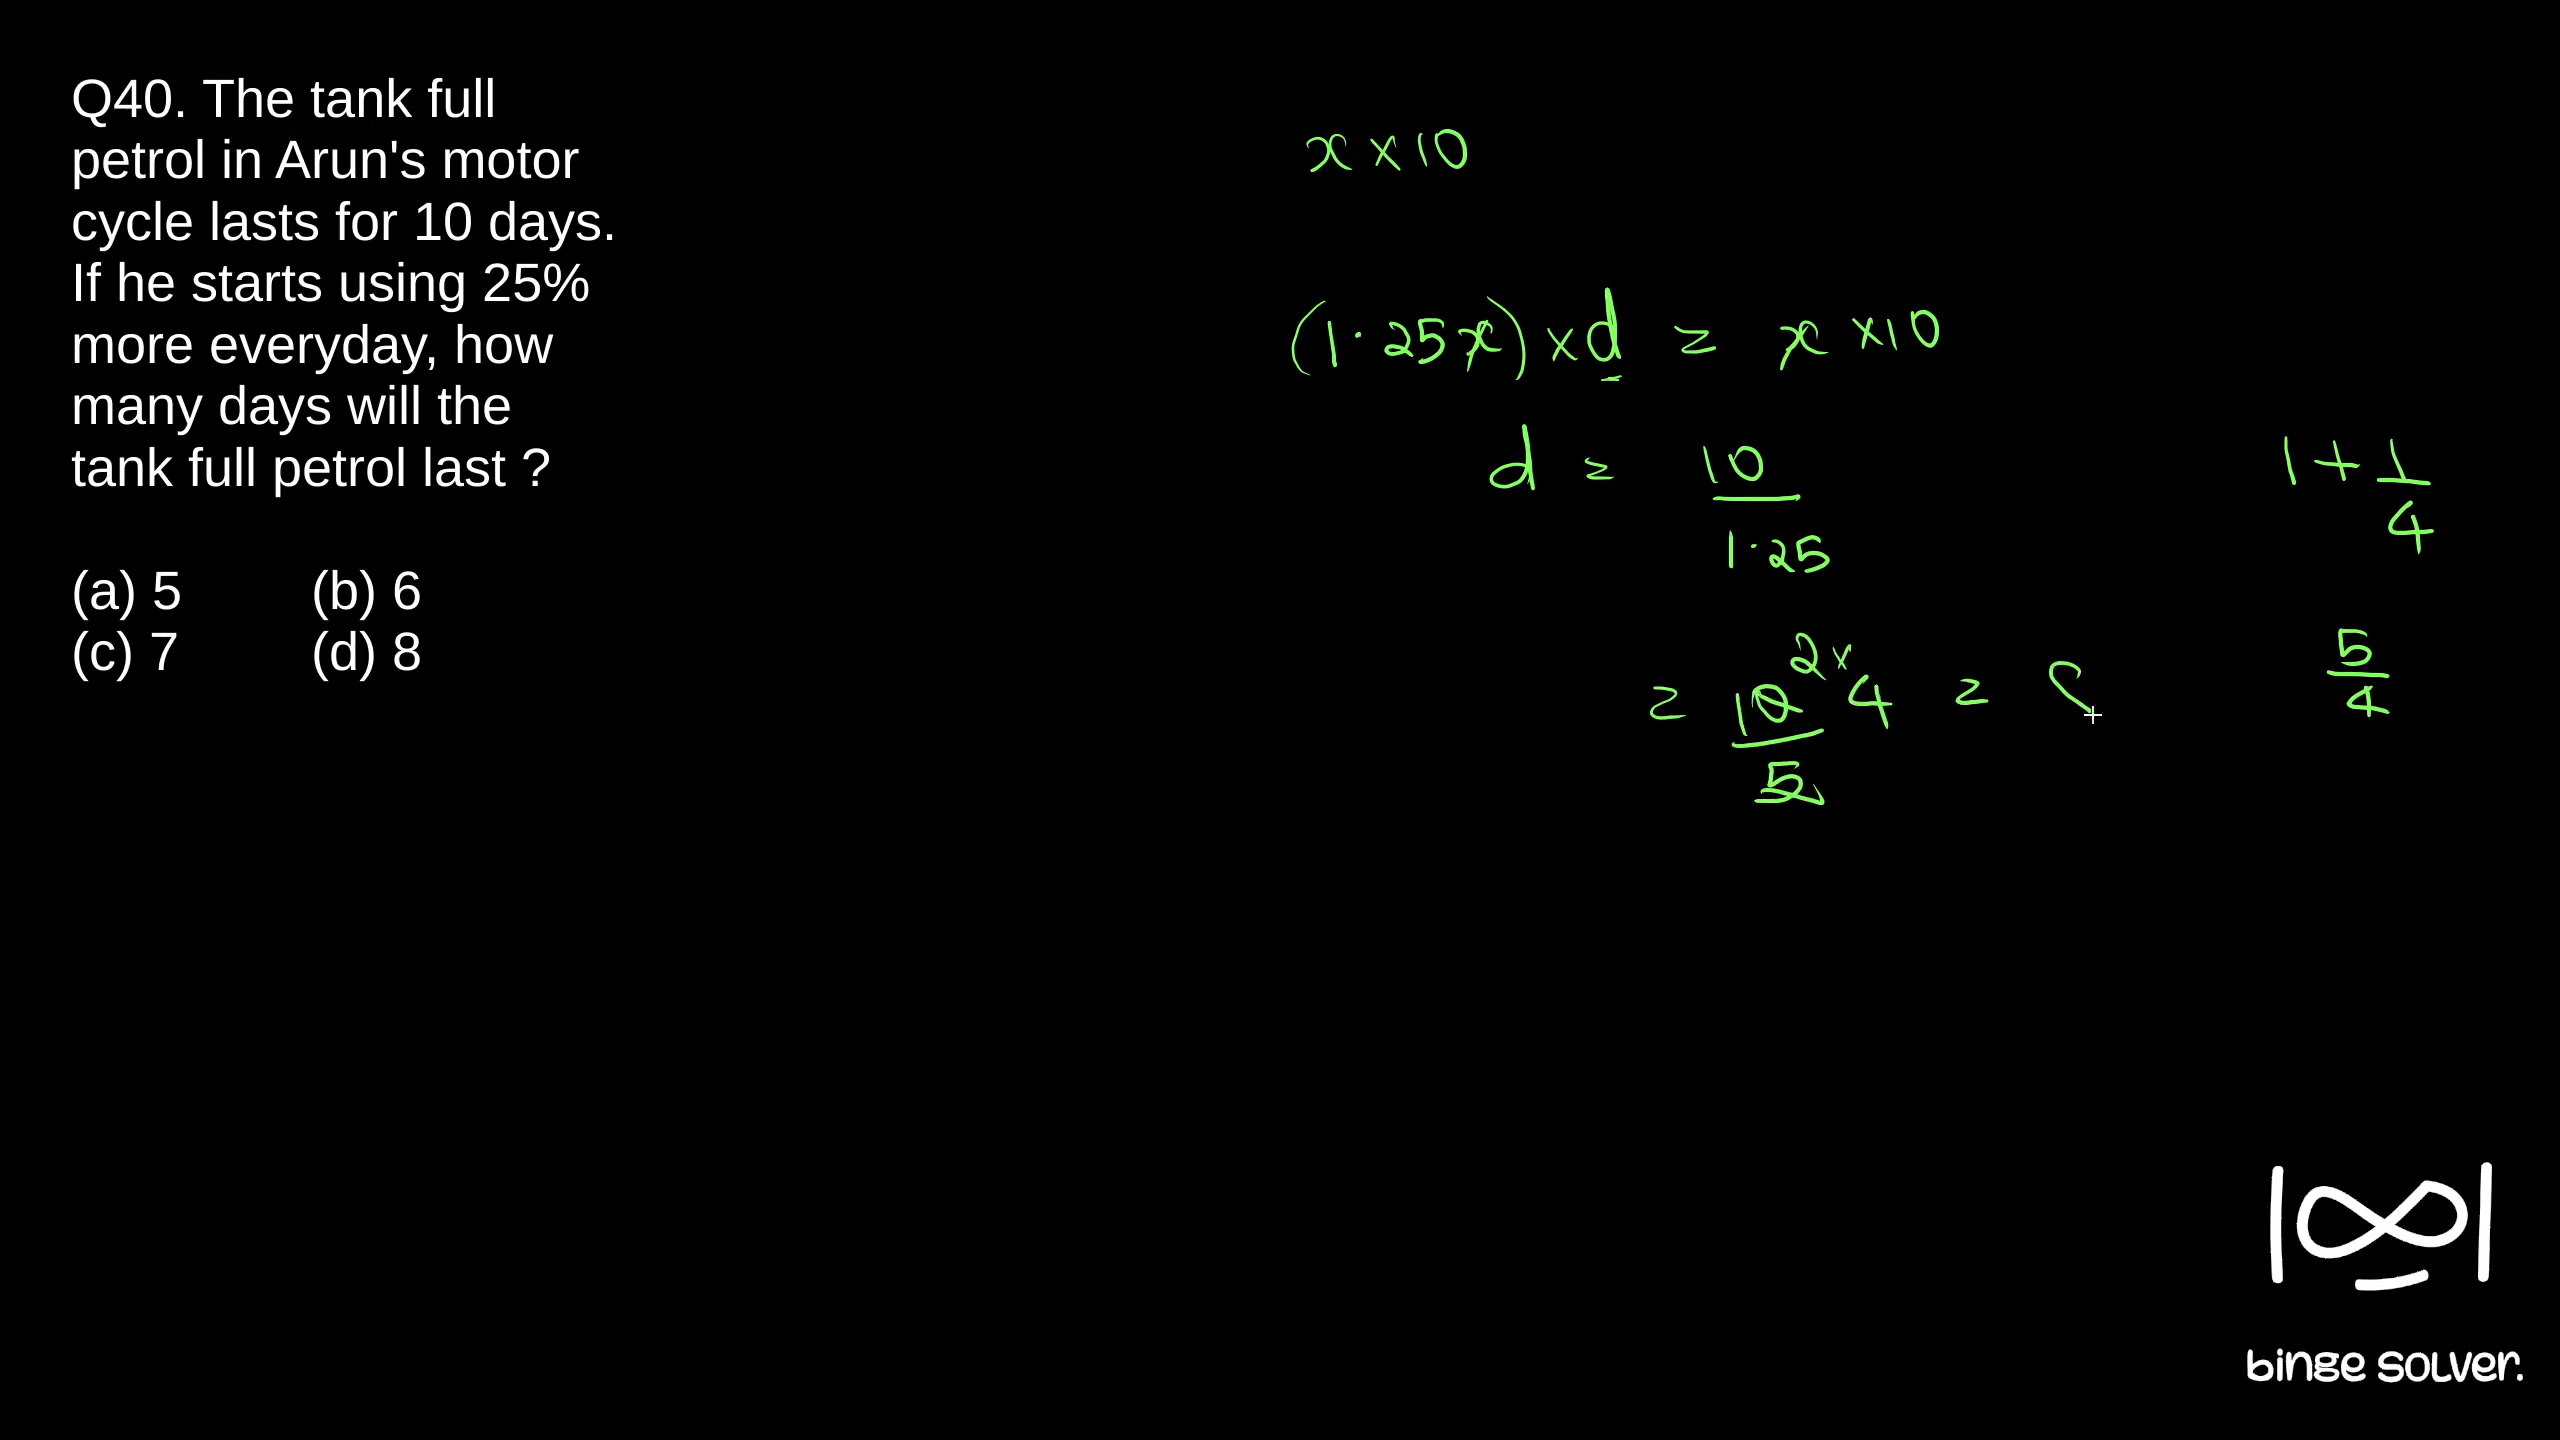 Q40. The tank full
petrol in Arun's motor
cycle lasts for 10 days.
If he starts using 25%
more everyday, how
many days will the
tank full petrol last ?
(a) 5 (b) 6
(c) 7 (d) 8
x × 10
(1.25x) × d = x × 10
d = 10
1.25
= 10 2× 4 =
5
1 + 1
4
5
4
binge solver.